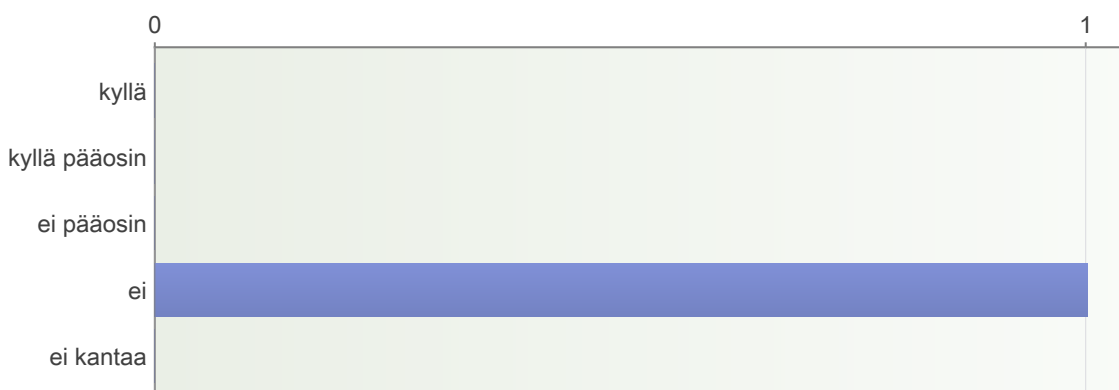 0 1
kyllä
kyllä pääosin
ei pääosin
ei
ei kantaa